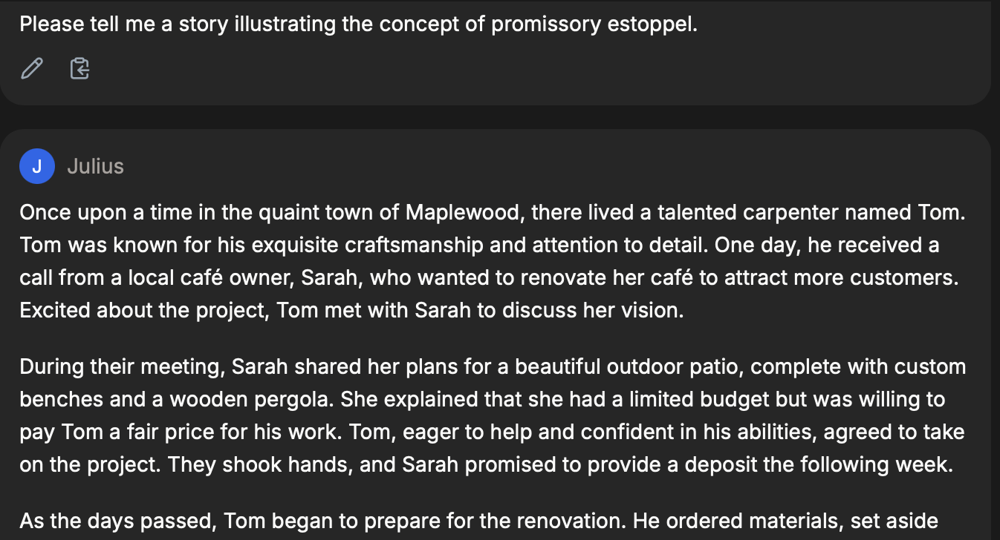 Please tell me a story illustrating the concept of promissory estoppel.
J
Julius
Once upon a time in the quaint town of Maplewood, there lived a talented carpenter named Tom.
Tom was known for his exquisite craftsmanship and attention to detail. One day, he received a
call from a local café owner, Sarah, who wanted to renovate her café to attract more customers.
Excited about the project, Tom met with Sarah to discuss her vision.
During their meeting, Sarah shared her plans for a beautiful outdoor patio, complete with custom
benches and a wooden pergola. She explained that she had a limited budget but was willing to
pay Tom a fair price for his work. Tom, eager to help and confident in his abilities, agreed to take
on the project. They shook hands, and Sarah promised to provide a deposit the following week.
As the days passed, Tom began to prepare for the renovation. He ordered materials, set aside